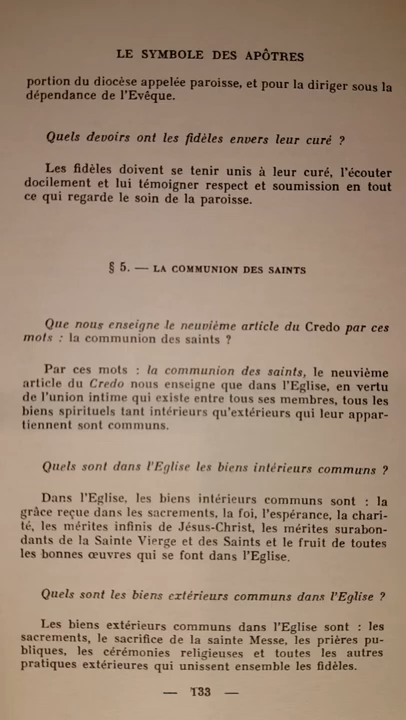 LE SYMBOLE DES APÔTRES
portion du diocèse appelée paroisse, et pour la diriger sous la
dépendance de l'Evêque.
Quels devoirs ont les fidèles envers leur curé ?
Les fidèles doivent se tenir unis à leur curé, l'écouter
docilement et lui témoigner respect et soumission en tout
ce qui regarde le soin de la paroisse.
§ 5. — LA COMMUNION DES SAINTS
Que nous enseigne le neuvième article du Credo par ces
mots : la communion des saints ?
Par ces mots : la communion des saints, le neuvième
article du Credo nous enseigne que dans l'Eglise, en vertu
de l'union intime qui existe entre tous ses membres, tous les
biens spirituels tant intérieurs qu'extérieurs qui leur appar-
tiennent sont communs.
Quels sont dans l'Eglise les biens intérieurs communs ?
Dans l'Eglise, les biens intérieurs communs sont : la
grâce reçue dans les sacrements, la foi, l'espérance, la chari-
té, les mérites infinis de Jésus-Christ, les mérites surabon-
dants de la Sainte Vierge et des Saints et le fruit de toutes
les bonnes œuvres qui se font dans l'Eglise.
Quels sont les biens extérieurs communs dans l'Eglise ?
Les biens extérieurs communs dans l'Eglise sont : les
sacrements, le sacrifice de la sainte Messe, les prières pu-
bliques, les cérémonies religieuses et toutes les autres
pratiques extérieures qui unissent ensemble les fidèles.
— 133 —